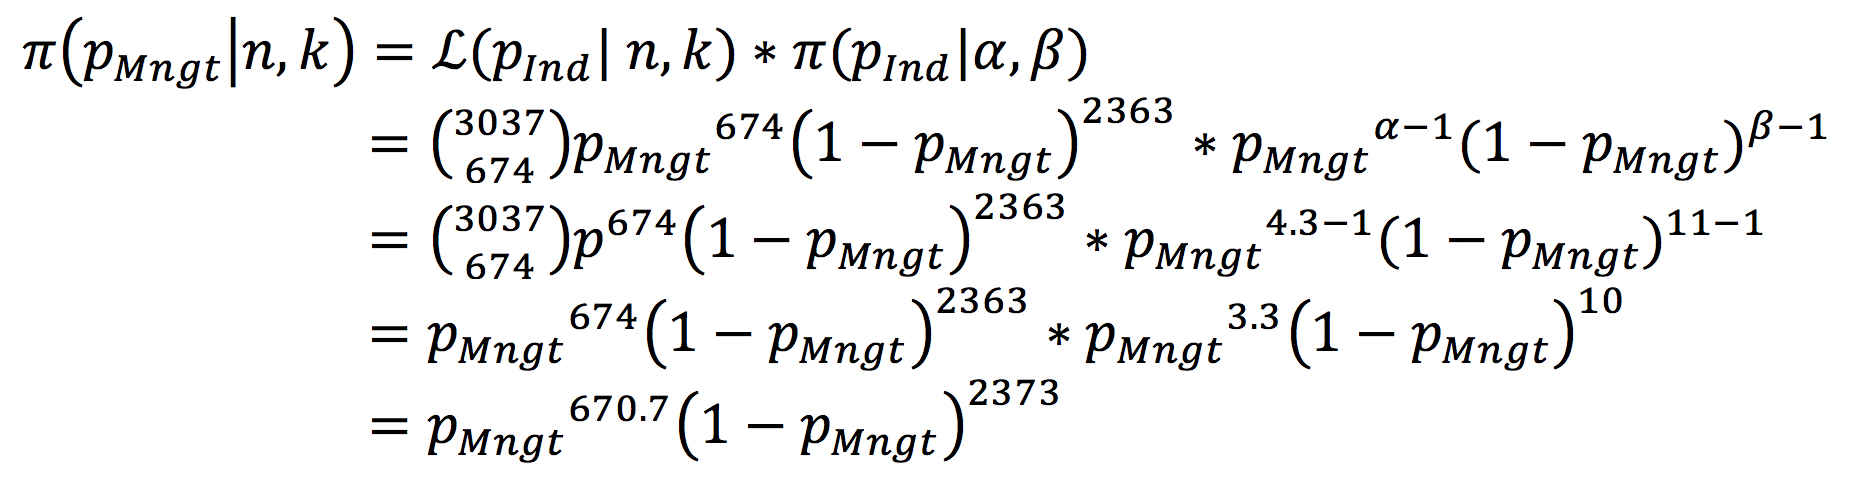 π(p_Mngt|n, k) = ℒ(p_Ind| n, k) * π(p_Ind|α, β)
= (3037 674)p_Mngt^674(1 − p_Mngt)^2363 * p_Mngt^α−1(1 − p_Mngt)^β−1
= (3037 674)p^674(1 − p_Mngt)^2363 * p_Mngt^4.3−1(1 − p_Mngt)^11−1
= p_Mngt^674(1 − p_Mngt)^2363 * p_Mngt^3.3(1 − p_Mngt)^10
= p_Mngt^670.7(1 − p_Mngt)^2373